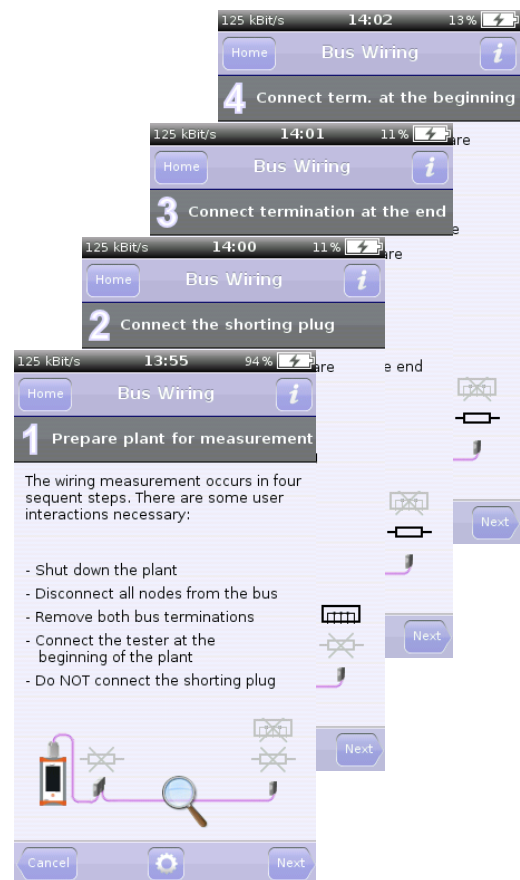 125 kBit/s 14:02 13%
Home Bus Wiring i
4 Connect term. at the beginning
are
125 kBit/s 14:01 11%
Home Bus Wiring i
3 Connect termination at the end
e
125 kBit/s 14:00 11%
are
Home Bus Wiring i
2 Connect the shorting plug
125 kBit/s 13:55 94%
are
e end
Home Bus Wiring i
1 Prepare plant for measurement
The wiring measurement occurs in four
sequent steps. There are some user
interactions necessary:
Next
- Shut down the plant
- Disconnect all nodes from the bus
- Remove both bus terminations
- Connect the tester at the
beginning of the plant
Next
- Do NOT connect the shorting plug
Next
Cancel
Next